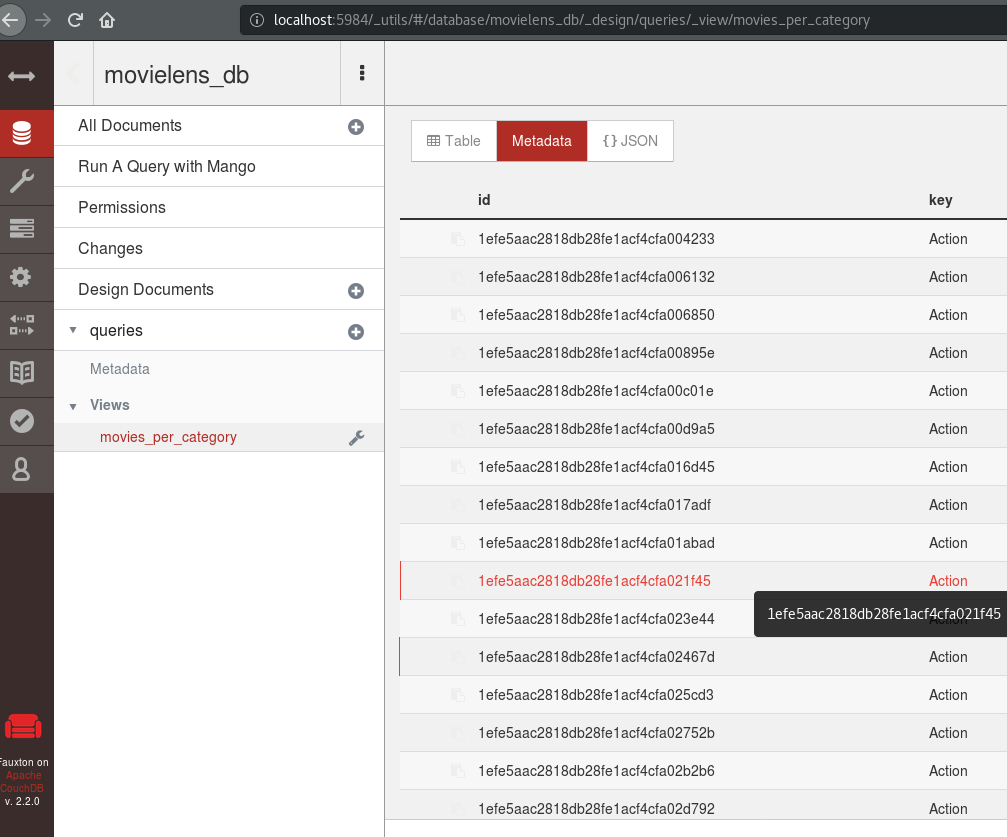 localhost:5984/_utils/#/database/movielens_db/_design/queries/_view/movies_per_category
movielens_db
All Documents
Run A Query with Mango
Permissions
Changes
Design Documents
queries
Metadata
Views
movies_per_category
Fauxton on
Apache
CouchDB
v. 2.2.0
Table Metadata {} JSON
id key
1efe5aac2818db28fe1acf4cfa004233 Action
1efe5aac2818db28fe1acf4cfa006132 Action
1efe5aac2818db28fe1acf4cfa006850 Action
1efe5aac2818db28fe1acf4cfa00895e Action
1efe5aac2818db28fe1acf4cfa00c01e Action
1efe5aac2818db28fe1acf4cfa00d9a5 Action
1efe5aac2818db28fe1acf4cfa016d45 Action
1efe5aac2818db28fe1acf4cfa017adf Action
1efe5aac2818db28fe1acf4cfa01abad Action
1efe5aac2818db28fe1acf4cfa021f45 Action
1efe5aac2818db28fe1acf4cfa021f45
1efe5aac2818db28fe1acf4cfa023e44 Action
1efe5aac2818db28fe1acf4cfa02467d Action
1efe5aac2818db28fe1acf4cfa025cd3 Action
1efe5aac2818db28fe1acf4cfa02752b Action
1efe5aac2818db28fe1acf4cfa02b2b6 Action
1efe5aac2818db28fe1acf4cfa02d792 Action